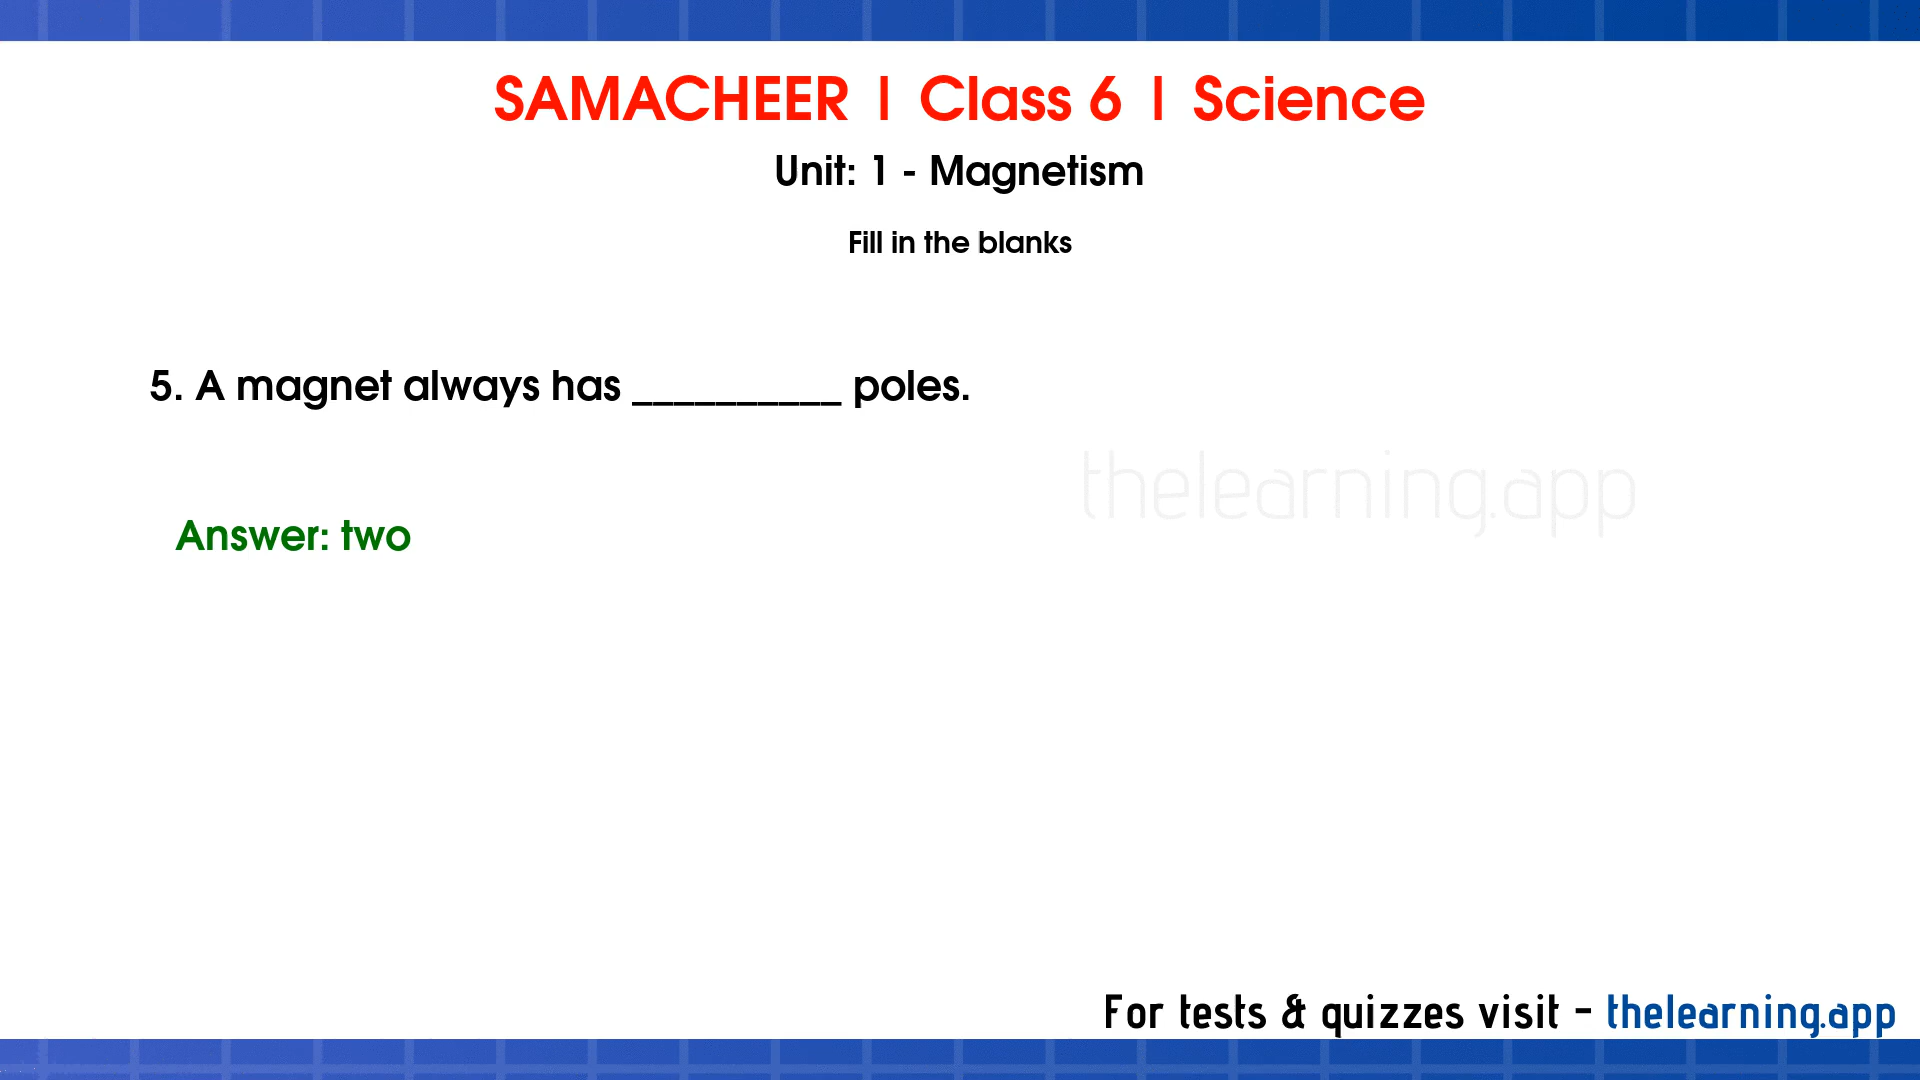 SAMACHEER | Class 6 | Science
Unit: 1 - Magnetism
Fill in the blanks
5. A magnet always has __________ poles.
thelearning.app
Answer: two
For tests & quizzes visit - thelearning.app